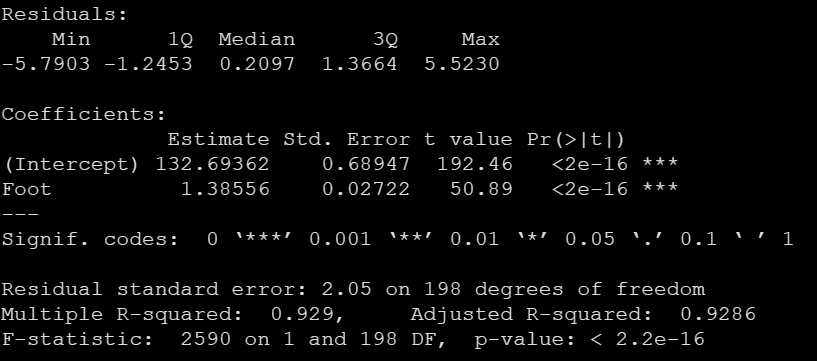 Residuals:
    Min      1Q  Median      3Q     Max
-5.7903 -1.2453  0.2097  1.3664  5.5230

Coefficients:
             Estimate Std. Error t value Pr(>|t|)
(Intercept) 132.69362    0.68947  192.46   <2e-16 ***
Foot          1.38556    0.02722   50.89   <2e-16 ***
---
Signif. codes:  0 ‘***’ 0.001 ‘**’ 0.01 ‘*’ 0.05 ‘.’ 0.1 ‘ ’ 1

Residual standard error: 2.05 on 198 degrees of freedom
Multiple R-squared:  0.929,	Adjusted R-squared:  0.9286
F-statistic:  2590 on 1 and 198 DF,  p-value: < 2.2e-16